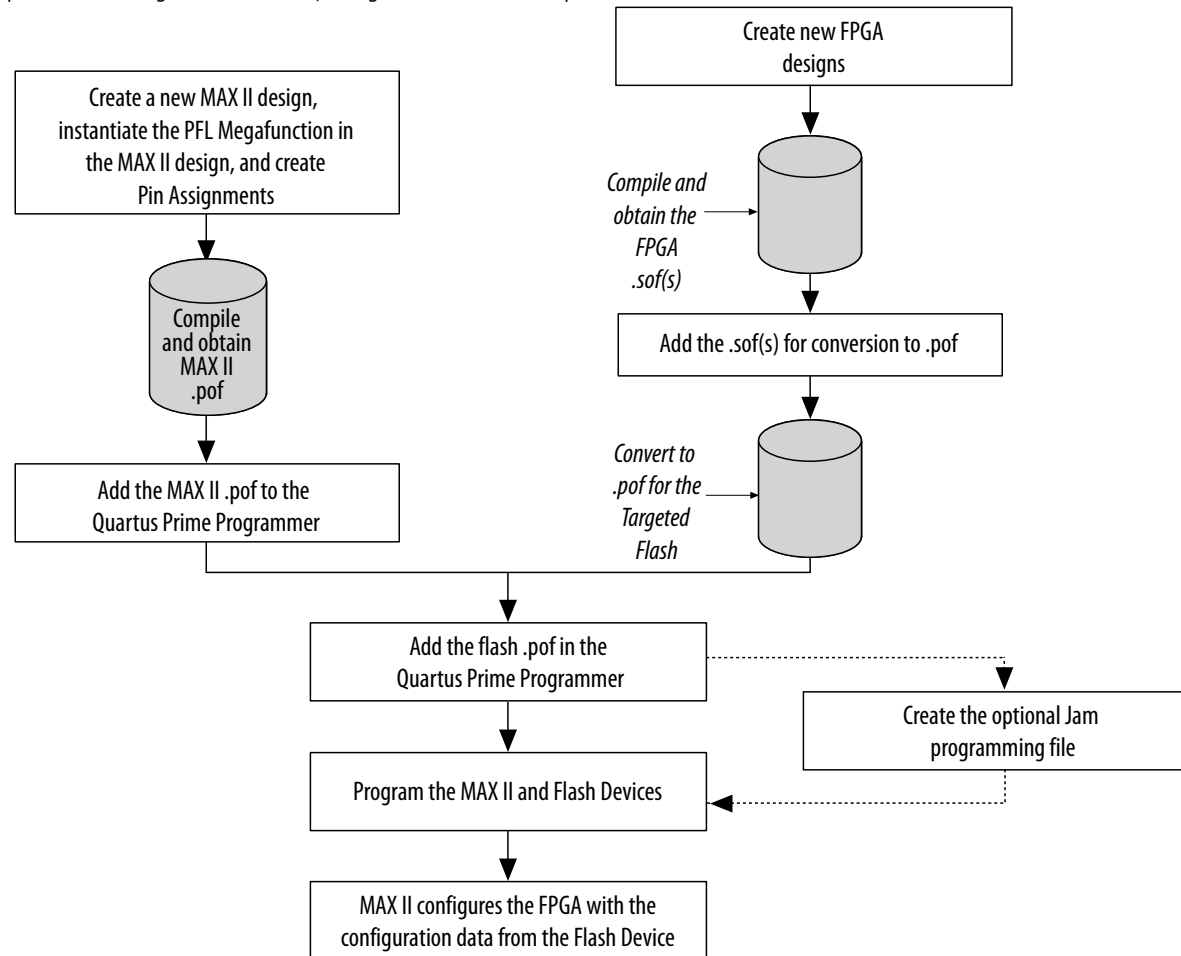 Create new FPGA
designs
Create a new MAX II design,
instantiate the PFL Megafunction in
the MAX II design, and create
Pin Assignments
Compile and
obtain the
FPGA
.sof(s)
Compile
and obtain
MAX II
.pof
Add the .sof(s) for conversion to .pof
Add the MAX II .pof to the
Quartus Prime Programmer
Convert to
.pof for the
Targeted
Flash
Add the flash .pof in the
Quartus Prime Programmer
Create the optional Jam
programming file
Program the MAX II and Flash Devices
MAX II configures the FPGA with the
configuration data from the Flash Device